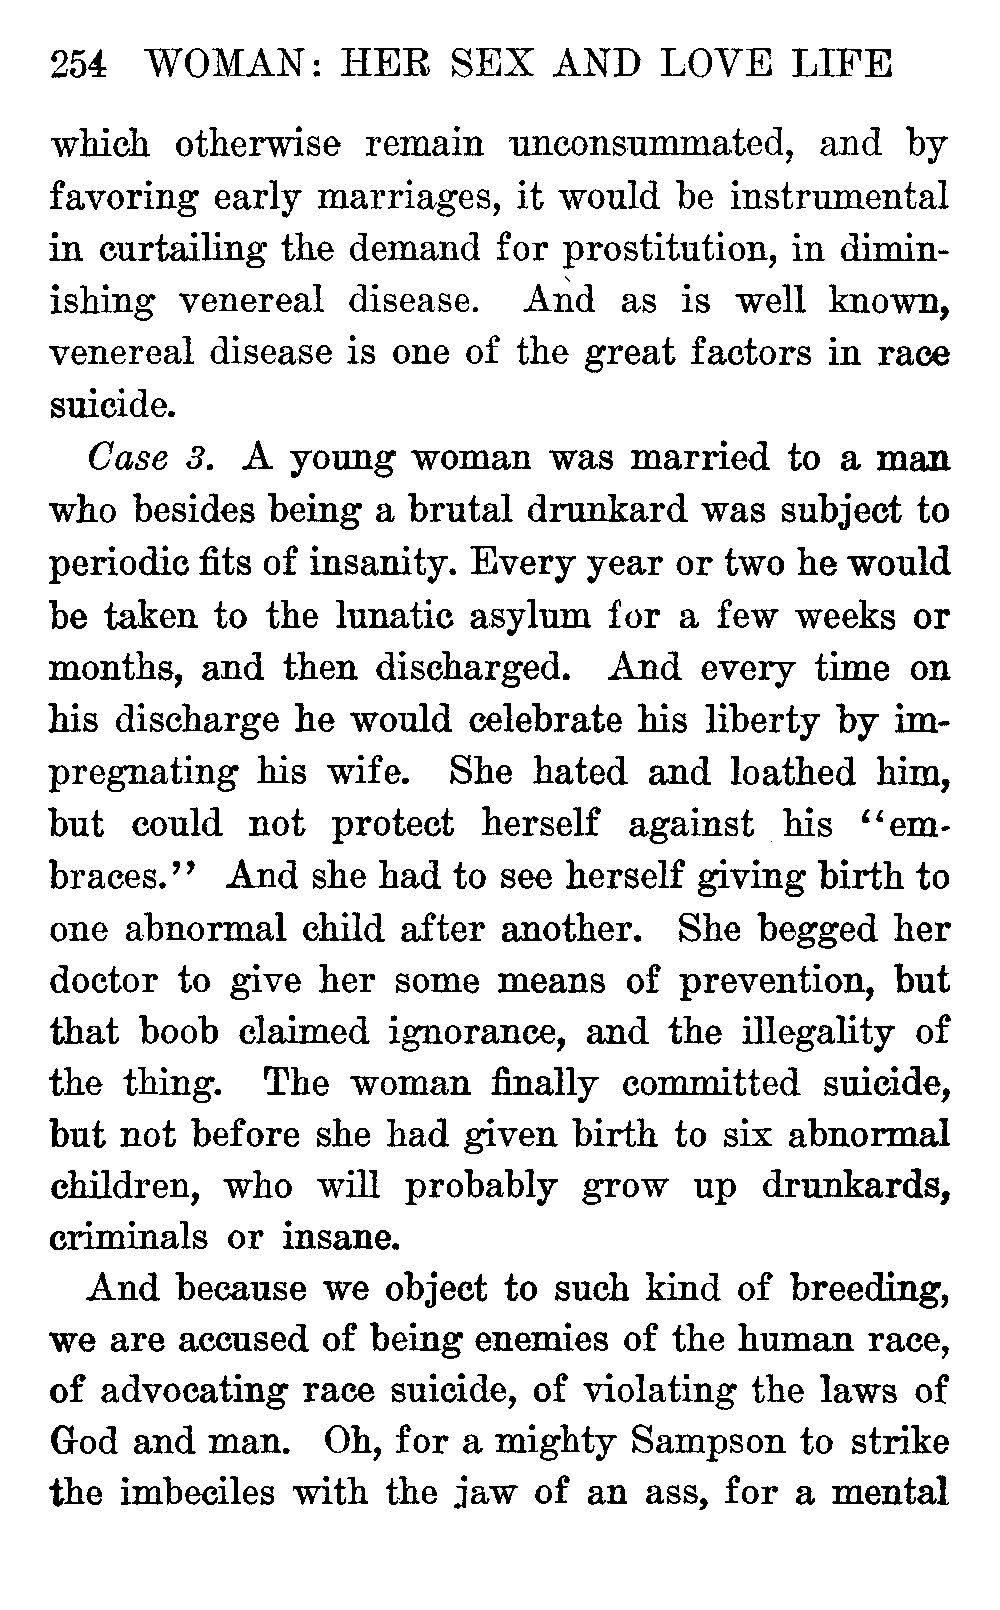 254 WOMAN: HER SEX AND LOVE LIFE
which otherwise remain unconsummated, and by
favoring early marriages, it would be instrumental
in curtailing the demand for prostitution, in dimin-
ishing venereal disease. And as is well known,
venereal disease is one of the great factors in race
suicide.
Case 3. A young woman was married to a man
who besides being a brutal drunkard was subject to
periodic fits of insanity. Every year or two he would
be taken to the lunatic asylum for a few weeks or
months, and then discharged. And every time on
his discharge he would celebrate his liberty by im-
pregnating his wife. She hated and loathed him,
but could not protect herself against his “em-
braces.” And she had to see herself giving birth to
one abnormal child after another. She begged her
doctor to give her some means of prevention, but
that boob claimed ignorance, and the illegality of
the thing. The woman finally committed suicide,
but not before she had given birth to six abnormal
children, who will probably grow up drunkards,
criminals or insane.
And because we object to such kind of breeding,
we are accused of being enemies of the human race,
of advocating race suicide, of violating the laws of
God and man. Oh, for a mighty Sampson to strike
the imbeciles with the jaw of an ass, for a mental